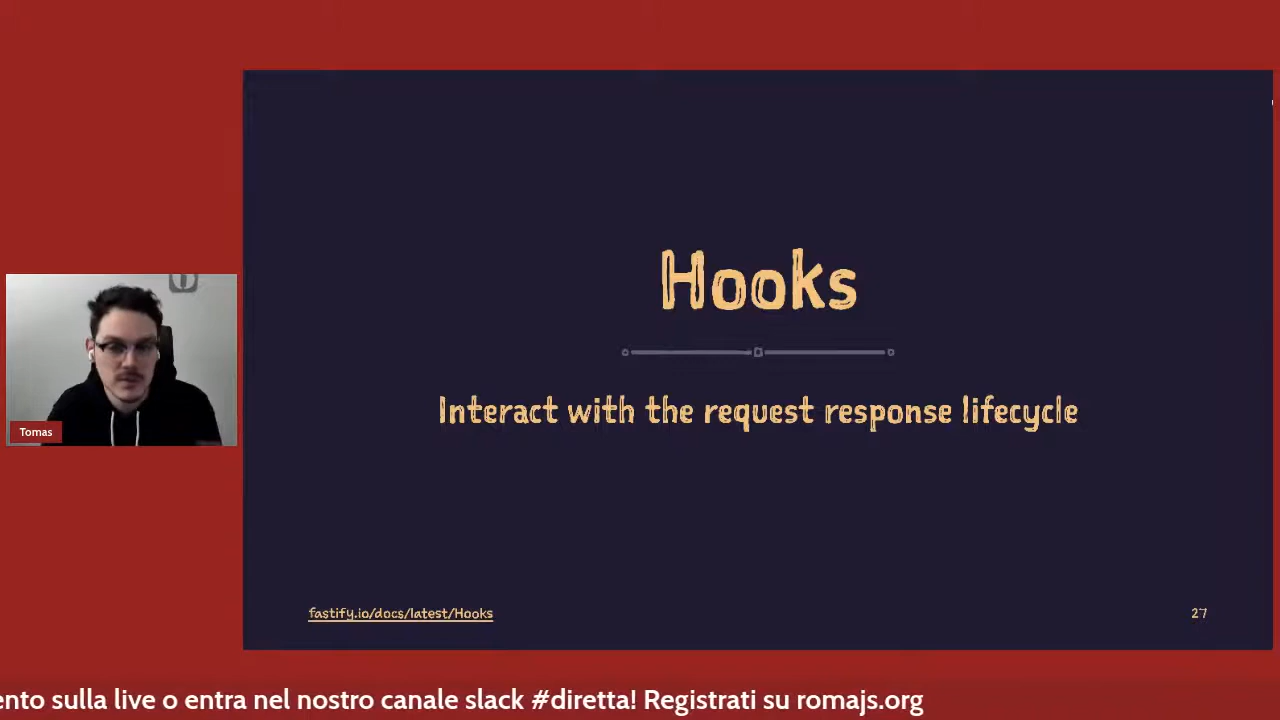 Hooks
Interact with the request response lifecycle
Tomas
fastify.io/docs/latest/Hooks
27
ento sulla live o entra nel nostro canale slack #diretta! Registrati su romajs.org